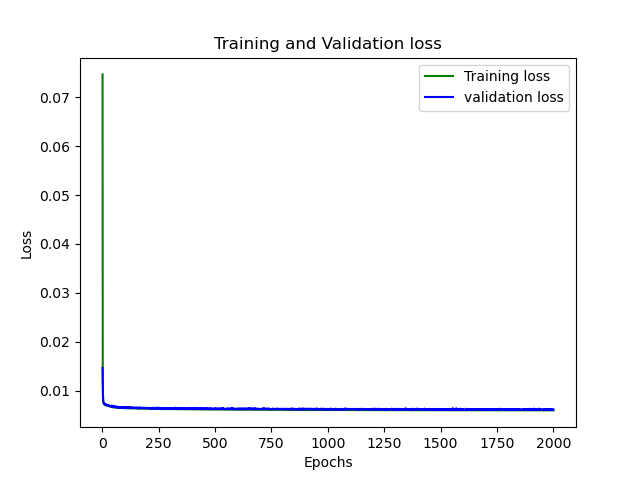 Training and Validation loss
Training loss
validation loss
0.07
0.06
0.05
0.04
0.03
0.02
0.01
Loss
0 250 500 750 1000 1250 1500 1750 2000
Epochs